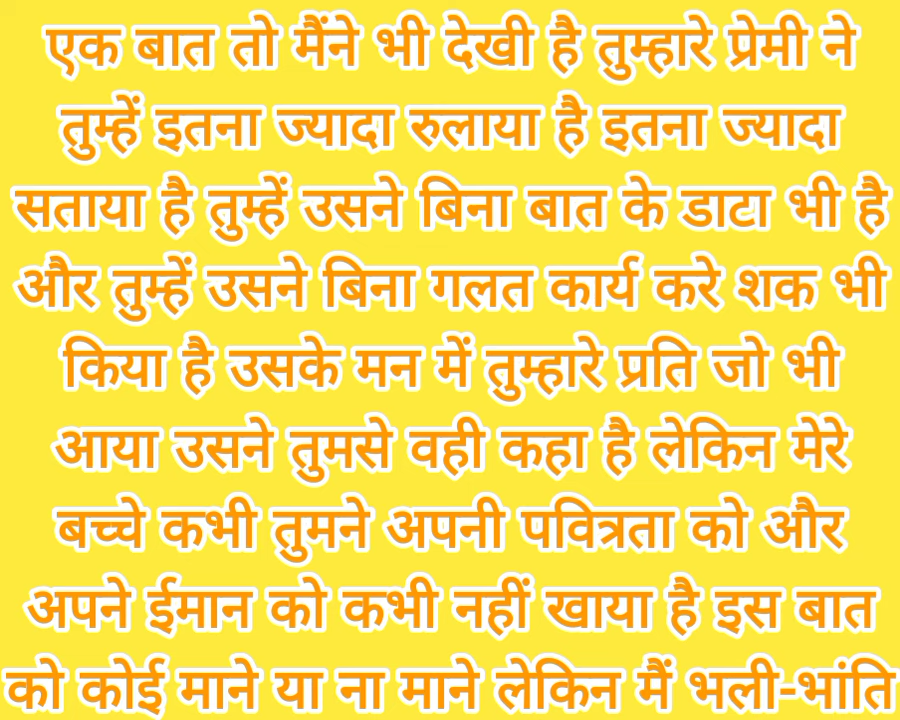 एक बात तो मैंने भी देखी है तुम्हारे प्रेमी ने
तुम्हें इतना ज्यादा रुलाया है इतना ज्यादा
सताया है तुम्हें उसने बिना बात के डाटा भी है
और तुम्हें उसने बिना गलत कार्य करे शक भी
किया है उसके मन में तुम्हारे प्रति जो भी
आया उसने तुमसे वही कहा है लेकिन मेरे
बच्चे कभी तुमने अपनी पवित्रता को और
अपने ईमान को कभी नहीं खाया है इस बात
को कोई माने या ना माने लेकिन मैं भली-भांति